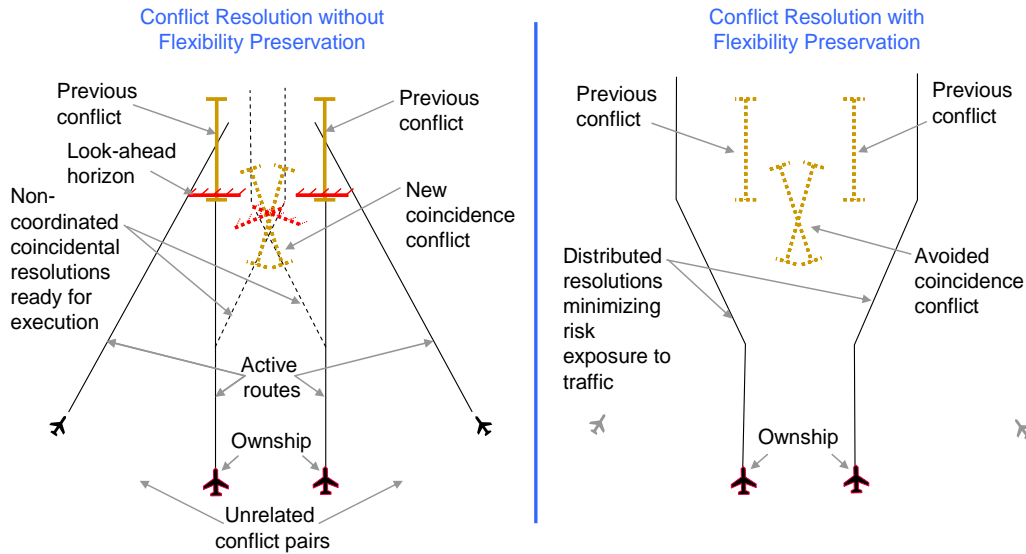 Conflict Resolution without
Flexibility Preservation
Previous
conflict
Previous
conflict
Look-ahead
horizon
Non-
coordinated
coincidental
resolutions
ready for
execution
New
coincidence
conflict
Active
routes
Ownship
Unrelated
conflict pairs
Conflict Resolution with
Flexibility Preservation
Previous
conflict
Previous
conflict
Distributed
resolutions
minimizing
risk
exposure to
traffic
Avoided
coincidence
conflict
Ownship